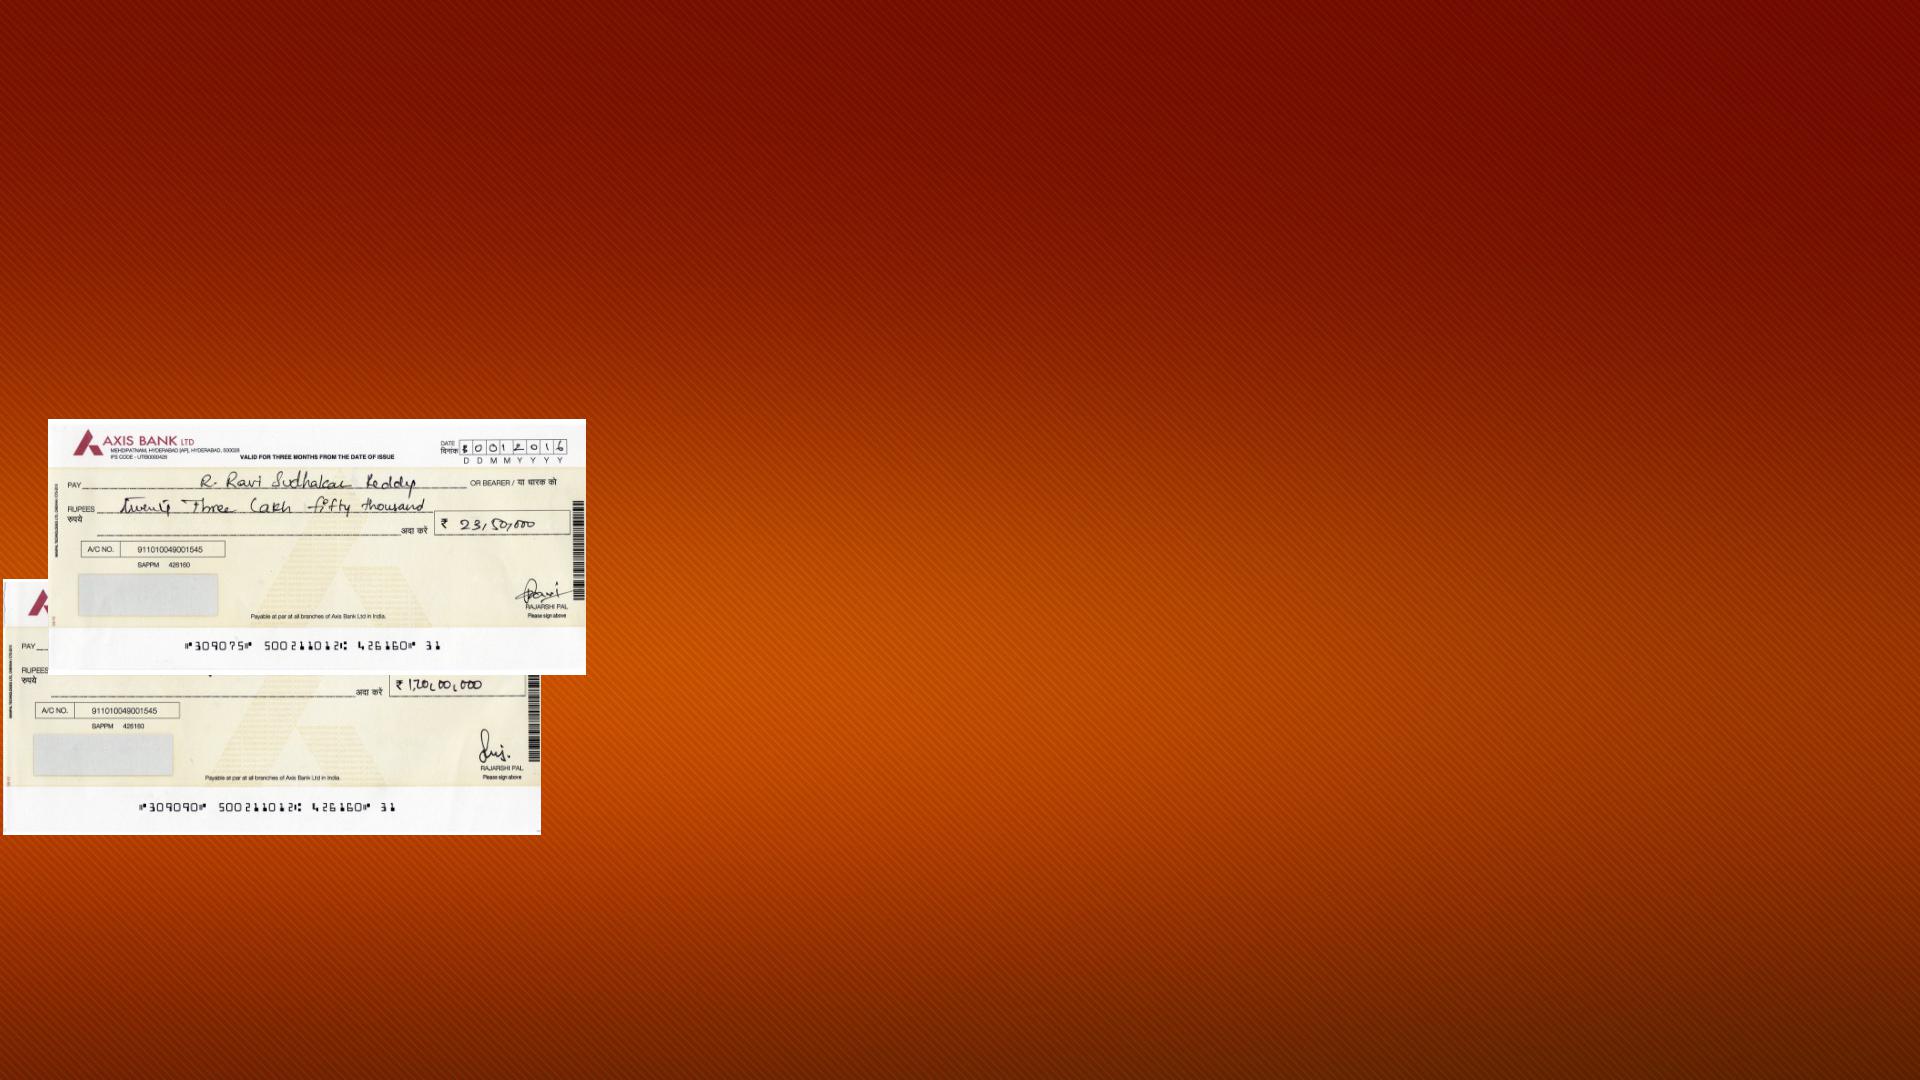 AXIS BANK LTD
MEHDIPATNAM, HYDERABAD [AP], HYDERABAD, 500028
IFS CODE - UTIB0000426
VALID FOR THREE MONTHS FROM THE DATE OF ISSUE
DATE
दिनांक
0 0 1 2 0 1 6
D D M M Y Y Y Y
PAY R. Ravi Sudhakar Reddy OR BEARER / या धारक को
RUPEES Twenty Three Lakh fifty thousand
रुपये
अदा करें ₹ 23,50,000
A/C NO. 911010049001545
SAPPM 426160
RAJARSHI PAL
Please sign above
Payable at par at all branches of Axis Bank Ltd in India.
⑈309075⑈ 500211012⑆ 426160⑈ 31
PAY
RUPEES
रुपये
अदा करें ₹ 1,20,00,000
A/C NO. 911010049001545
SAPPM 426160
RAJARSHI PAL
Please sign above
Payable at par at all branches of Axis Bank Ltd in India.
⑈309090⑈ 500211012⑆ 426160⑈ 31